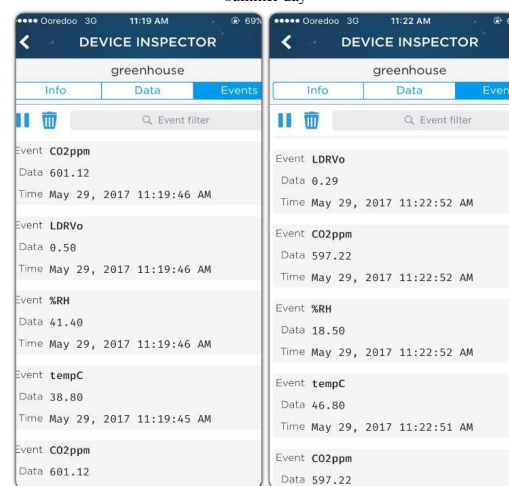 summer day
Ooredoo 3G 11:19 AM 69%
DEVICE INSPECTOR
greenhouse
Info Data Events
Event filter
Event CO2ppm
Data 601.12
Time May 29, 2017 11:19:46 AM
Event LDRVo
Data 0.50
Time May 29, 2017 11:19:46 AM
Event %RH
Data 41.40
Time May 29, 2017 11:19:46 AM
Event tempC
Data 38.80
Time May 29, 2017 11:19:45 AM
Event CO2ppm
Data 601.12
Ooredoo 3G 11:22 AM
DEVICE INSPECTOR
greenhouse
Info Data Even
Event filter
Event LDRVo
Data 0.29
Time May 29, 2017 11:22:52 AM
Event CO2ppm
Data 597.22
Time May 29, 2017 11:22:52 AM
Event %RH
Data 18.50
Time May 29, 2017 11:22:52 AM
Event tempC
Data 46.80
Time May 29, 2017 11:22:51 AM
Event CO2ppm
Data 597.22